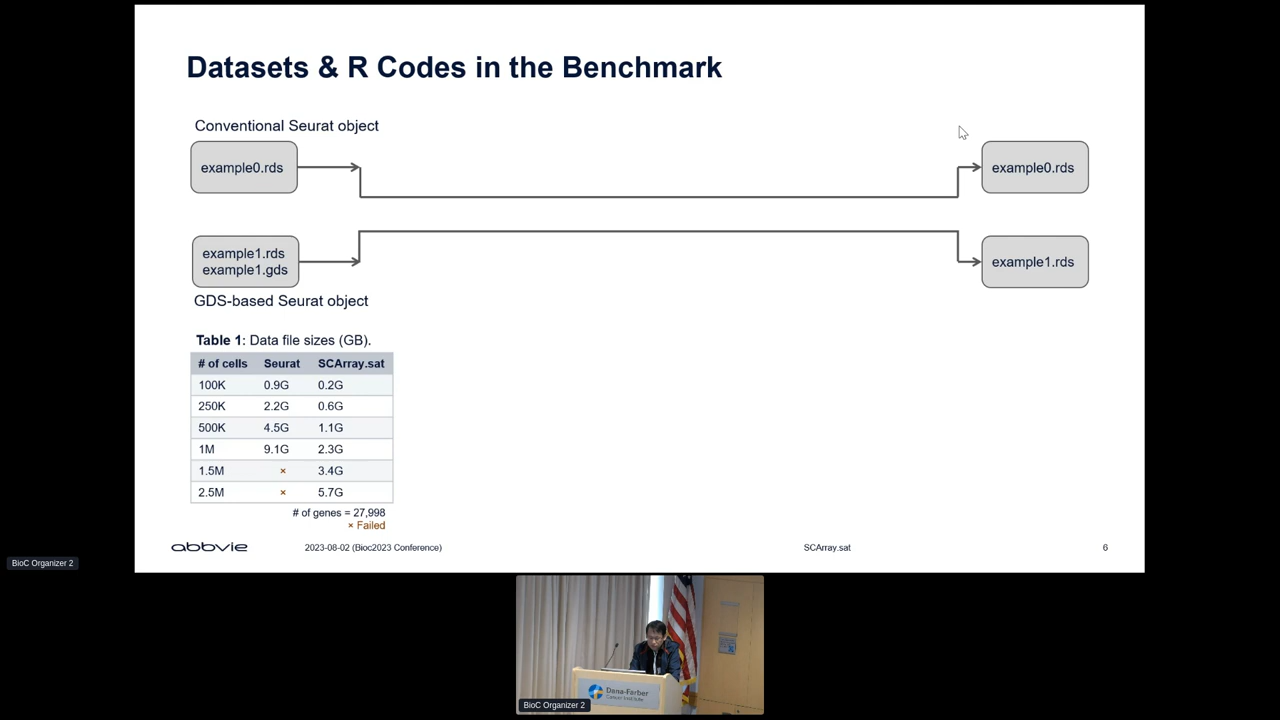 Datasets & R Codes in the Benchmark
Conventional Seurat object
example0.rds
example0.rds
example1.rds
example1.gds
example1.rds
GDS-based Seurat object
Table 1: Data file sizes (GB).
# of cells Seurat SCArray.sat
100K 0.9G 0.2G
250K 2.2G 0.6G
500K 4.5G 1.1G
1M 9.1G 2.3G
1.5M × 3.4G
2.5M × 5.7G
# of genes = 27,998
× Failed
abbvie 2023-08-02 (Bioc2023 Conference) SCArray.sat 6
BioC Organizer 2
Dana-Farber
Cancer Institute
BioC Organizer 2